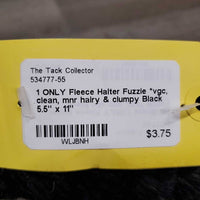 The Tack Collector
534777-55
1 ONLY Fleece Halter Fuzzie *vgc,
clean, mnr hairy & clumpy Black
5.5" x 11"
$3.75
WLJBNH